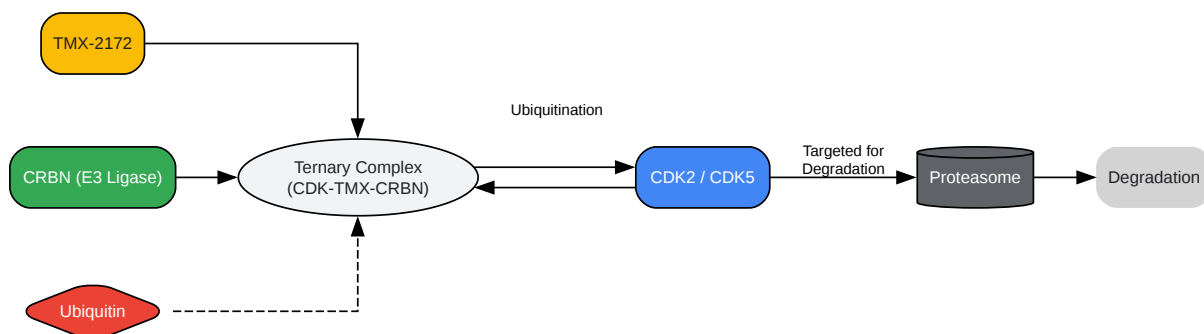 TMX-2172
Ubiquitination
CRBN (E3 Ligase)
Ternary Complex
(CDK-TMX-CRBN)
CDK2 / CDK5
Targeted for
Degradation
Proteasome
Degradation
Ubiquitin